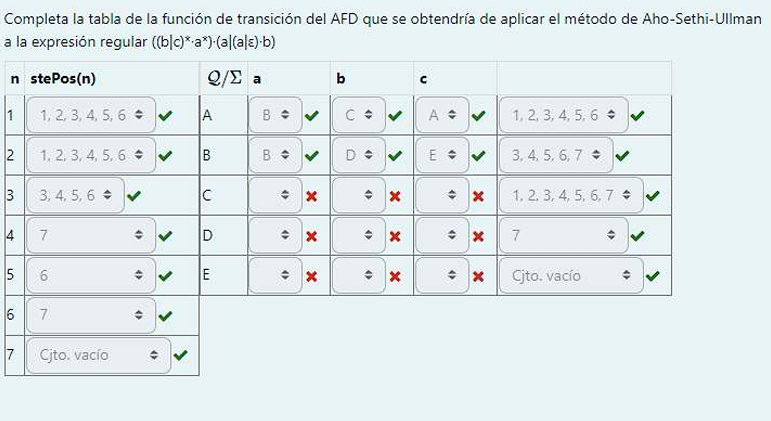 Completa la tabla de la función de transición del AFD que se obtendría de aplicar el método de Aho-Sethi-Ullman
a la expresión regular ((b|c)*·a*)·(a|(a|ε)·b)
n stePos(n) Q/Σ a b c
1 1, 2, 3, 4, 5, 6 A B C A 1, 2, 3, 4, 5, 6
2 1, 2, 3, 4, 5, 6 B B D E 3, 4, 5, 6, 7
3 3, 4, 5, 6 C 1, 2, 3, 4, 5, 6, 7
4 7 D 7
5 6 E Cjto. vacío
6 7
7 Cjto. vacío